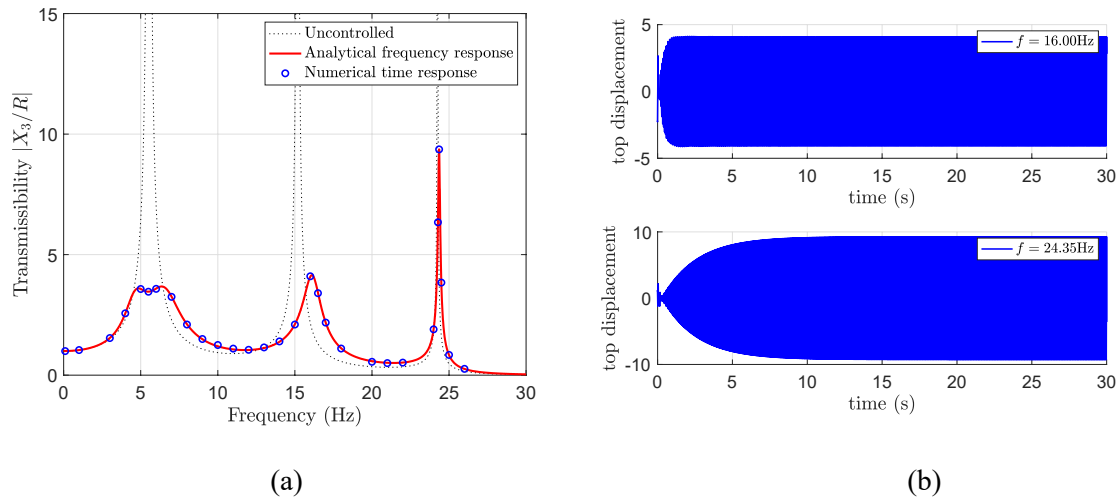 15
10
5
0
0 5 10 15 20 25 30
Transmissibility |X₃/R|
Frequency (Hz)
Uncontrolled
Analytical frequency response
Numerical time response
(a)
5
0
-5
0 5 10 15 20 25 30
top displacement
time (s)
f = 16.00Hz
10
0
-10
0 5 10 15 20 25 30
top displacement
time (s)
f = 24.35Hz
(b)